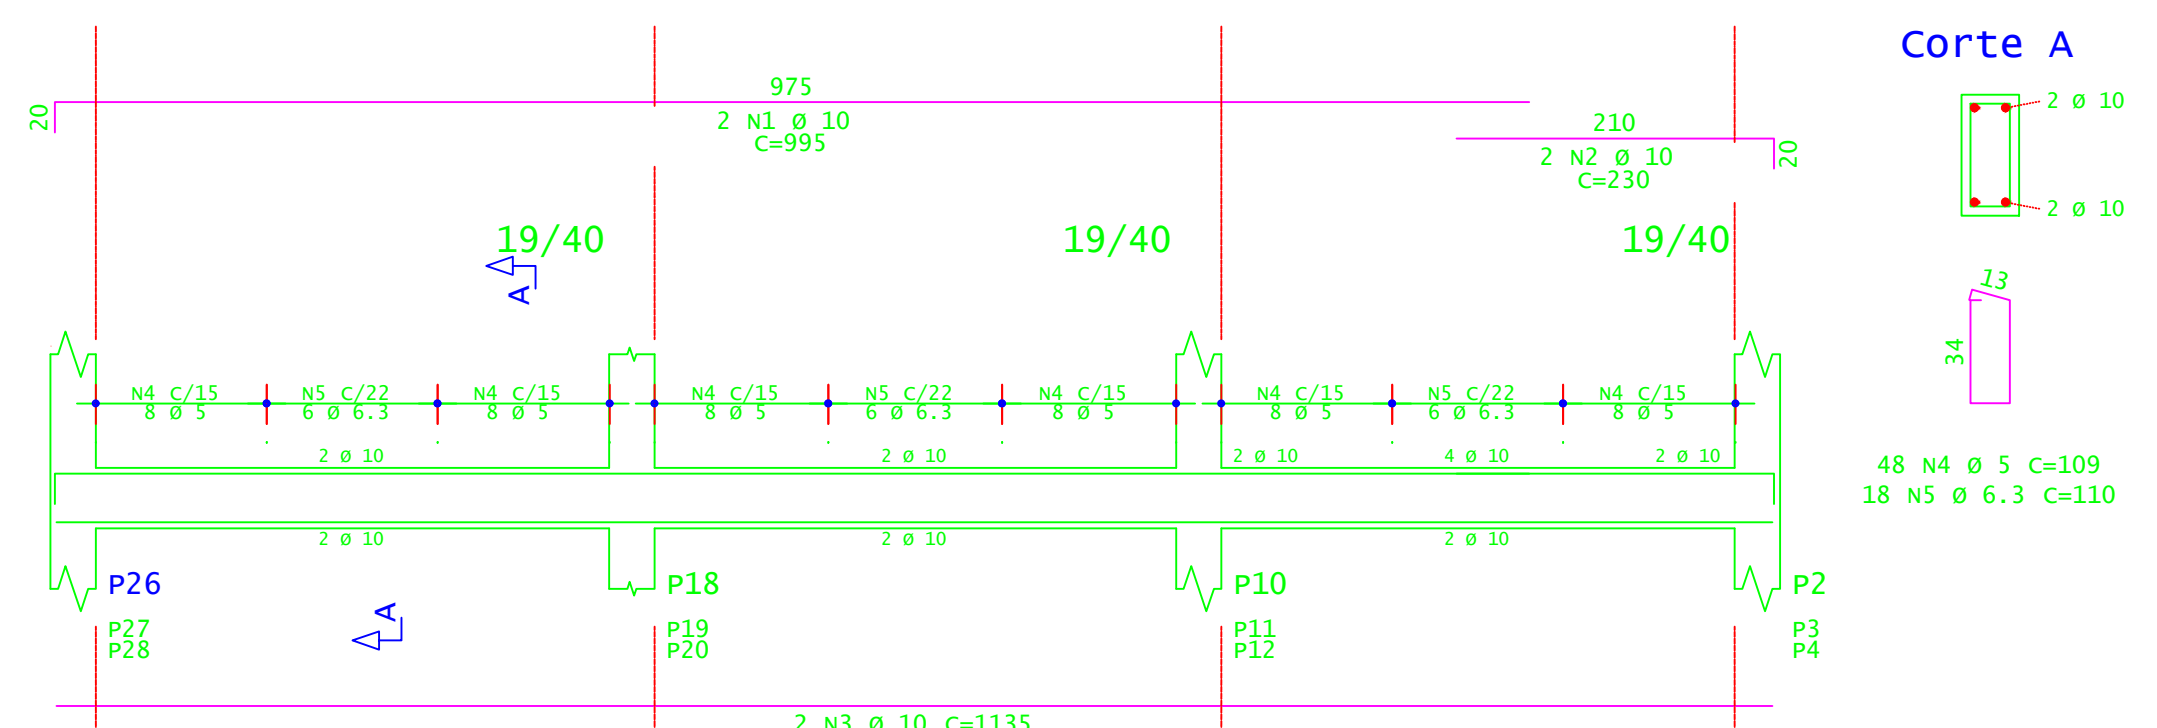 Corte A
975
20
2 N1 Ø 10
C=995
210
2 N2 Ø 10
C=230
20
2 Ø 10
2 Ø 10
19/40
19/40
19/40
A
13
34
N4 C/15
8 Ø 5
N5 C/22
6 Ø 6.3
N4 C/15
8 Ø 5
N4 C/15
8 Ø 5
N5 C/22
6 Ø 6.3
N4 C/15
8 Ø 5
N4 C/15
8 Ø 5
N5 C/22
6 Ø 6.3
N4 C/15
8 Ø 5
2 Ø 10
2 Ø 10
2 Ø 10
4 Ø 10
2 Ø 10
48 N4 Ø 5 C=109
18 N5 Ø 6.3 C=110
2 Ø 10
2 Ø 10
2 Ø 10
P26
P27
P28
A
P18
P19
P20
P10
P11
P12
P2
P3
P4
2 N3 Ø 10 C=1135